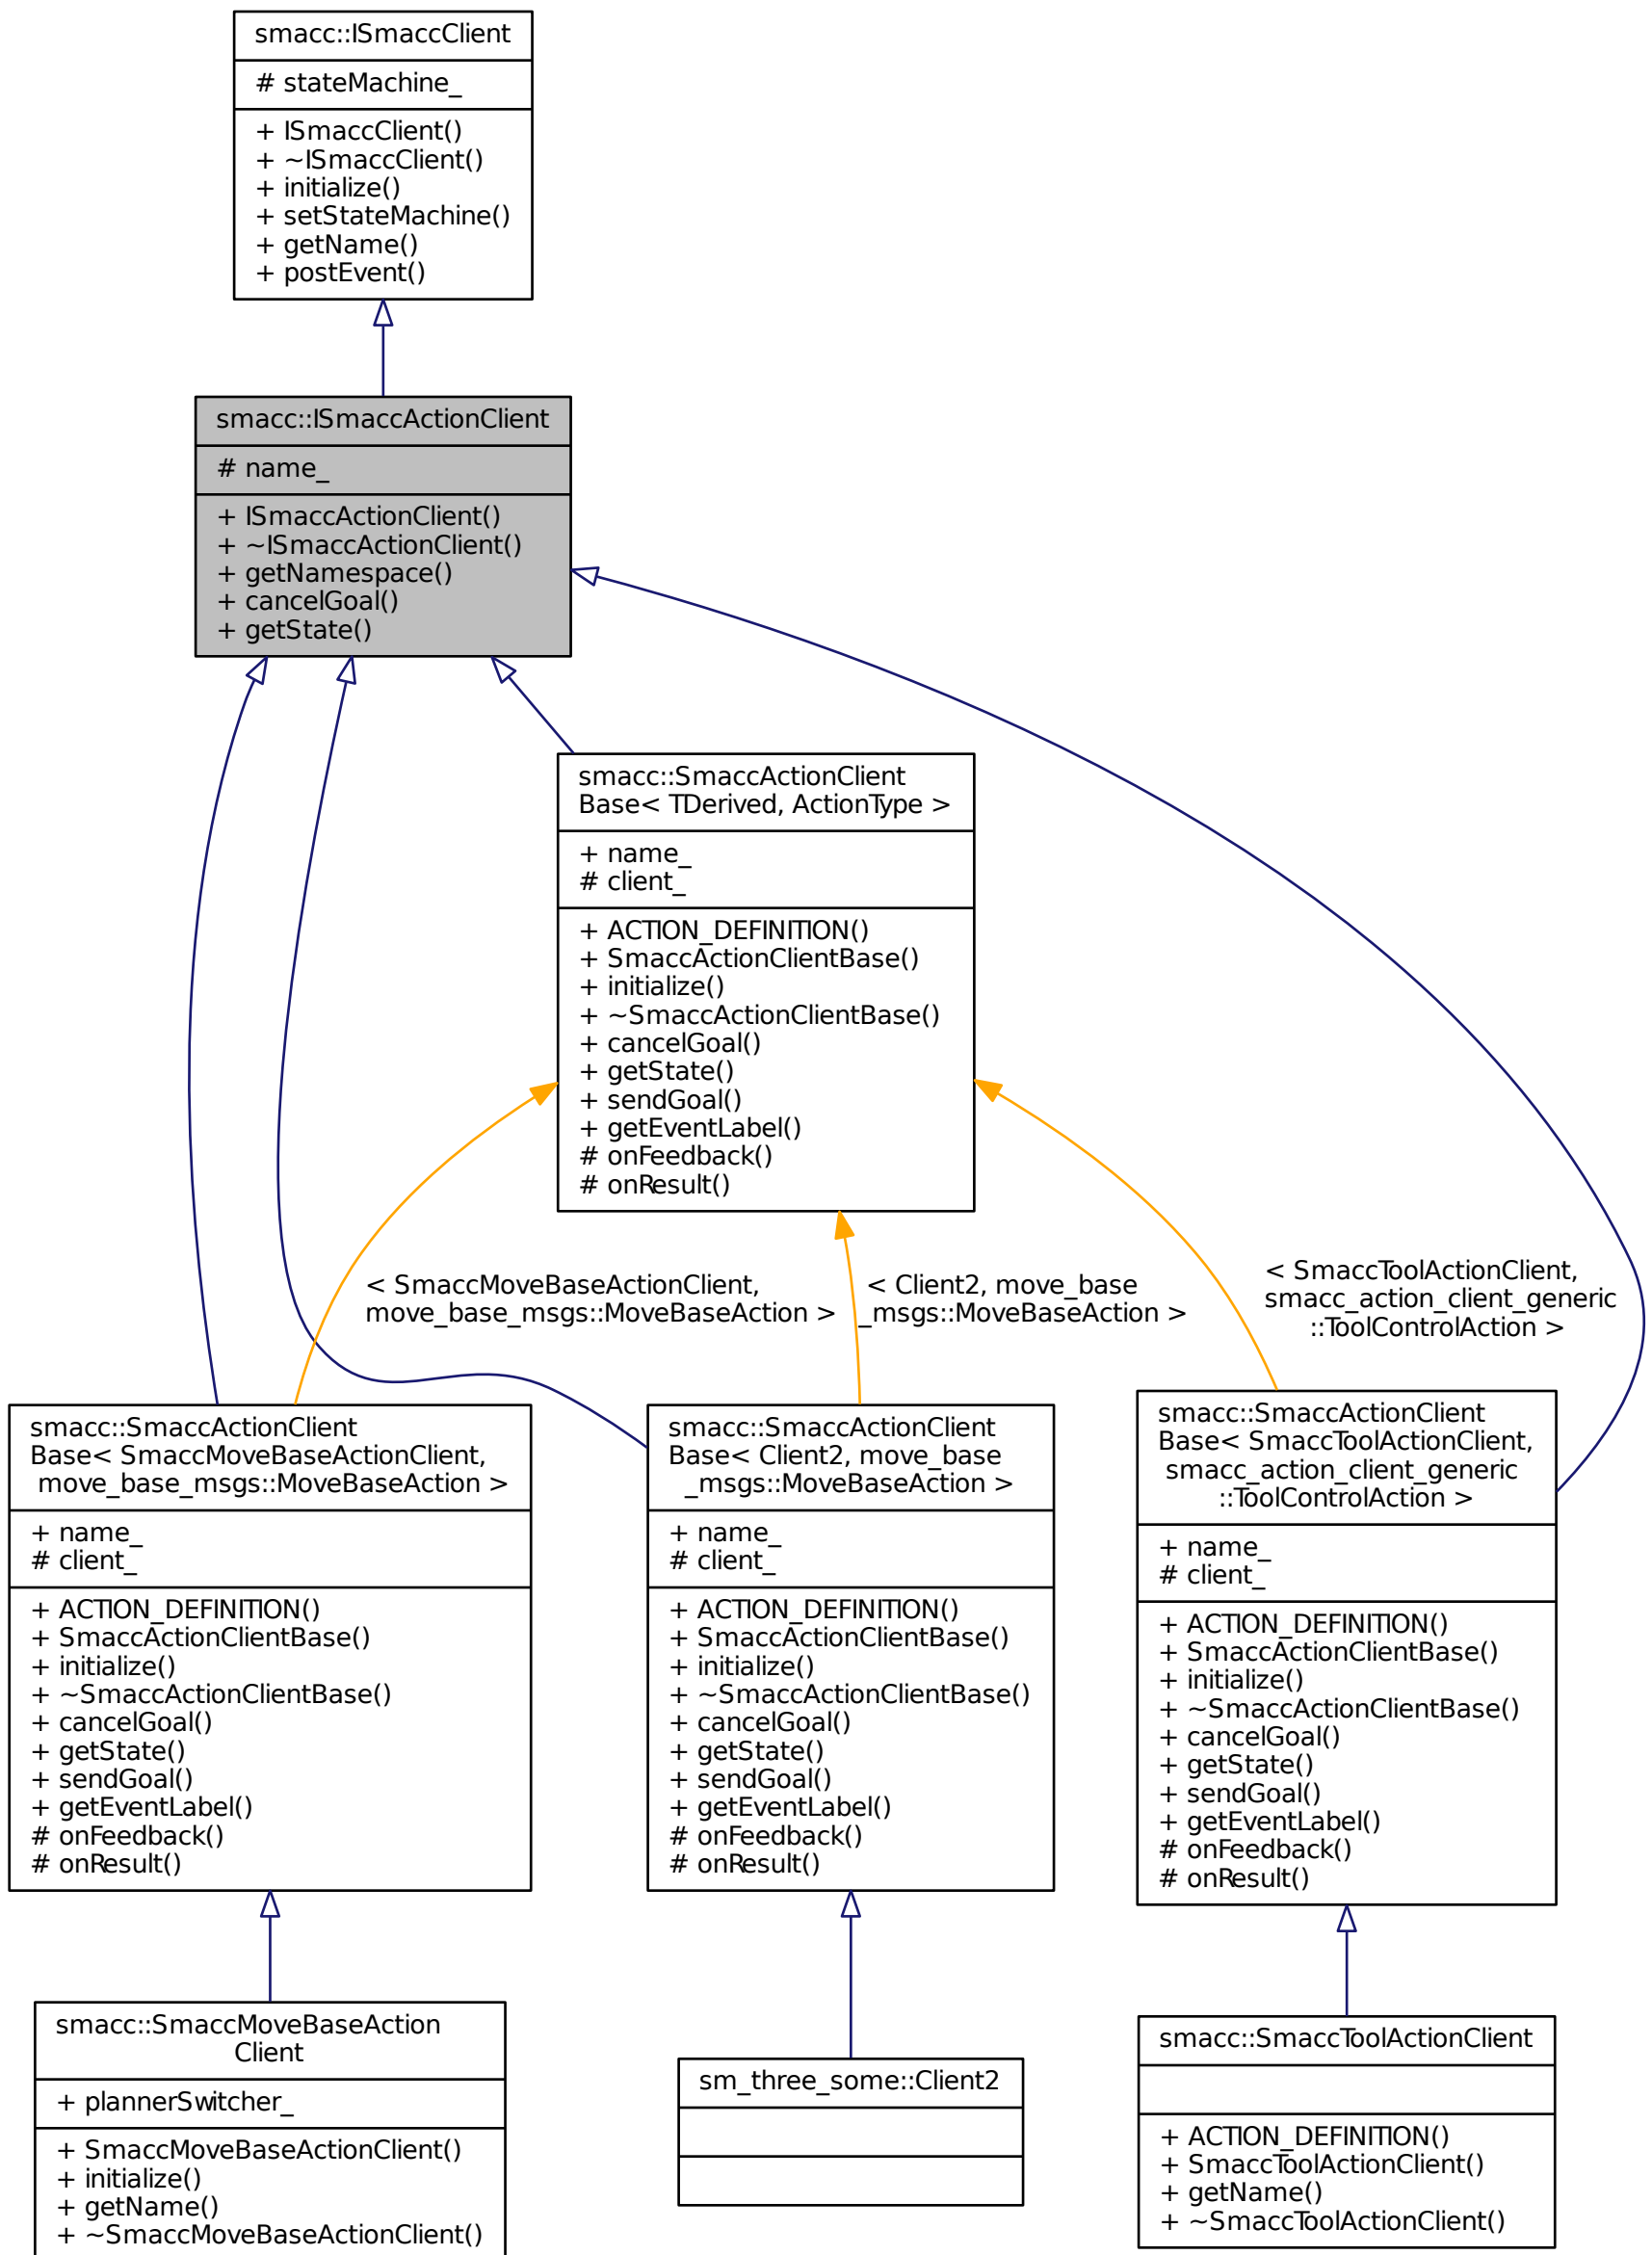 smacc::ISmaccClient
# stateMachine_
+ ISmaccClient()
+ ~ISmaccClient()
+ initialize()
+ setStateMachine()
+ getName()
+ postEvent()
smacc::ISmaccActionClient
# name_
+ ISmaccActionClient()
+ ~ISmaccActionClient()
+ getNamespace()
+ cancelGoal()
+ getState()
smacc::SmaccActionClient
Base< TDerived, ActionType >
+ name_
# client_
+ ACTION_DEFINITION()
+ SmaccActionClientBase()
+ initialize()
+ ~SmaccActionClientBase()
+ cancelGoal()
+ getState()
+ sendGoal()
+ getEventLabel()
# onFeedback()
# onResult()
< SmaccMoveBaseActionClient,
move_base_msgs::MoveBaseAction >
< Client2, move_base
_msgs::MoveBaseAction >
< SmaccToolActionClient,
smacc_action_client_generic
::ToolControlAction >
smacc::SmaccActionClient
Base< SmaccMoveBaseActionClient,
move_base_msgs::MoveBaseAction >
+ name_
# client_
+ ACTION_DEFINITION()
+ SmaccActionClientBase()
+ initialize()
+ ~SmaccActionClientBase()
+ cancelGoal()
+ getState()
+ sendGoal()
+ getEventLabel()
# onFeedback()
# onResult()
smacc::SmaccActionClient
Base< Client2, move_base
_msgs::MoveBaseAction >
+ name_
# client_
+ ACTION_DEFINITION()
+ SmaccActionClientBase()
+ initialize()
+ ~SmaccActionClientBase()
+ cancelGoal()
+ getState()
+ sendGoal()
+ getEventLabel()
# onFeedback()
# onResult()
smacc::SmaccActionClient
Base< SmaccToolActionClient,
smacc_action_client_generic
::ToolControlAction >
+ name_
# client_
+ ACTION_DEFINITION()
+ SmaccActionClientBase()
+ initialize()
+ ~SmaccActionClientBase()
+ cancelGoal()
+ getState()
+ sendGoal()
+ getEventLabel()
# onFeedback()
# onResult()
smacc::SmaccMoveBaseAction
Client
+ plannerSwitcher_
+ SmaccMoveBaseActionClient()
+ initialize()
+ getName()
+ ~SmaccMoveBaseActionClient()
sm_three_some::Client2
smacc::SmaccToolActionClient
+ ACTION_DEFINITION()
+ SmaccToolActionClient()
+ getName()
+ ~SmaccToolActionClient()